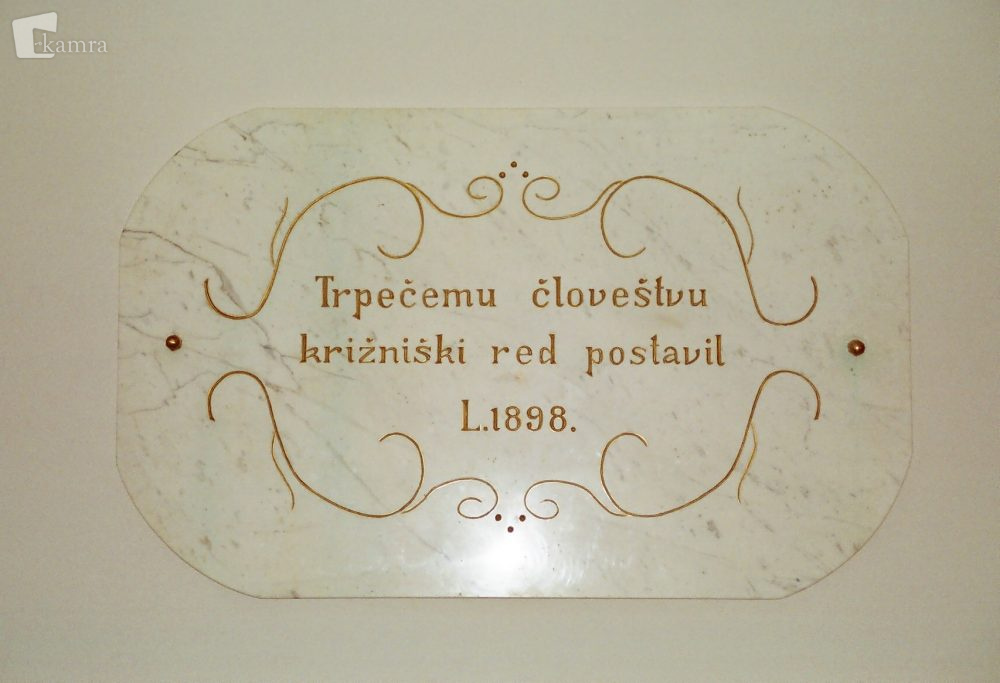 kamra
Trpečemu človeštvu
križniški red postavil
L.1898.